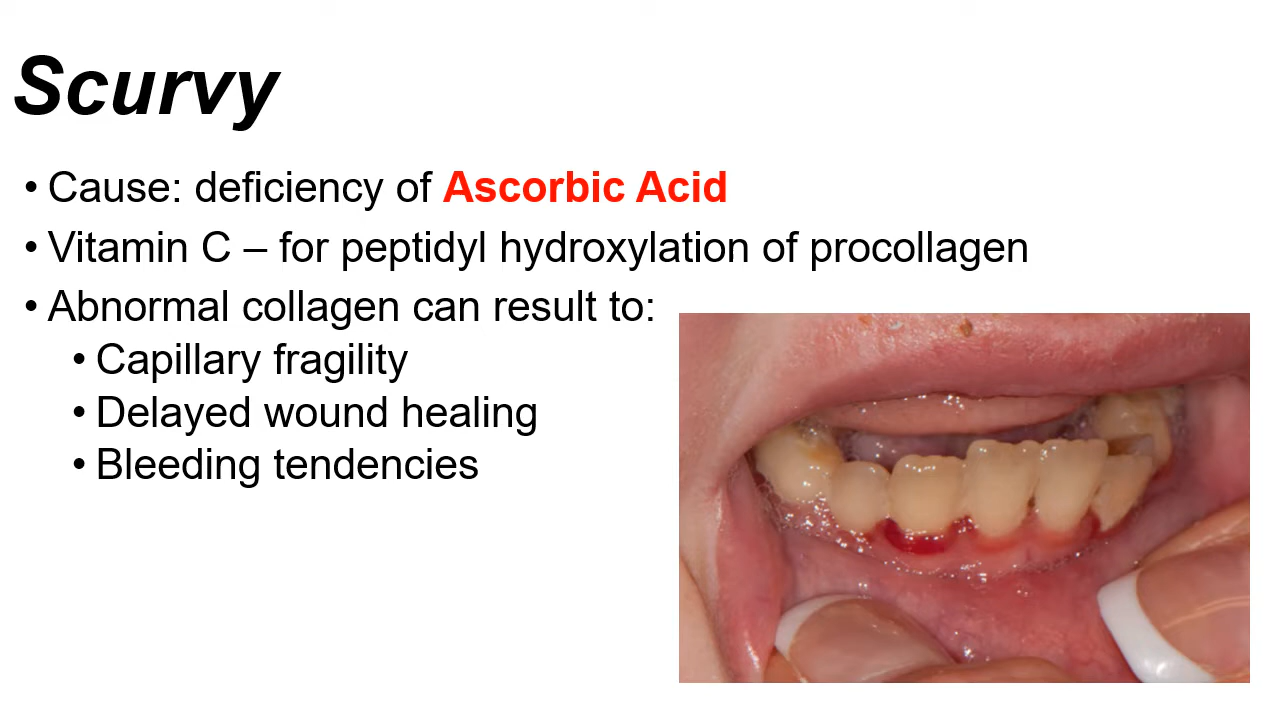 Scurvy
• Cause: deficiency of Ascorbic Acid
• Vitamin C – for peptidyl hydroxylation of procollagen
• Abnormal collagen can result to:
• Capillary fragility
• Delayed wound healing
• Bleeding tendencies